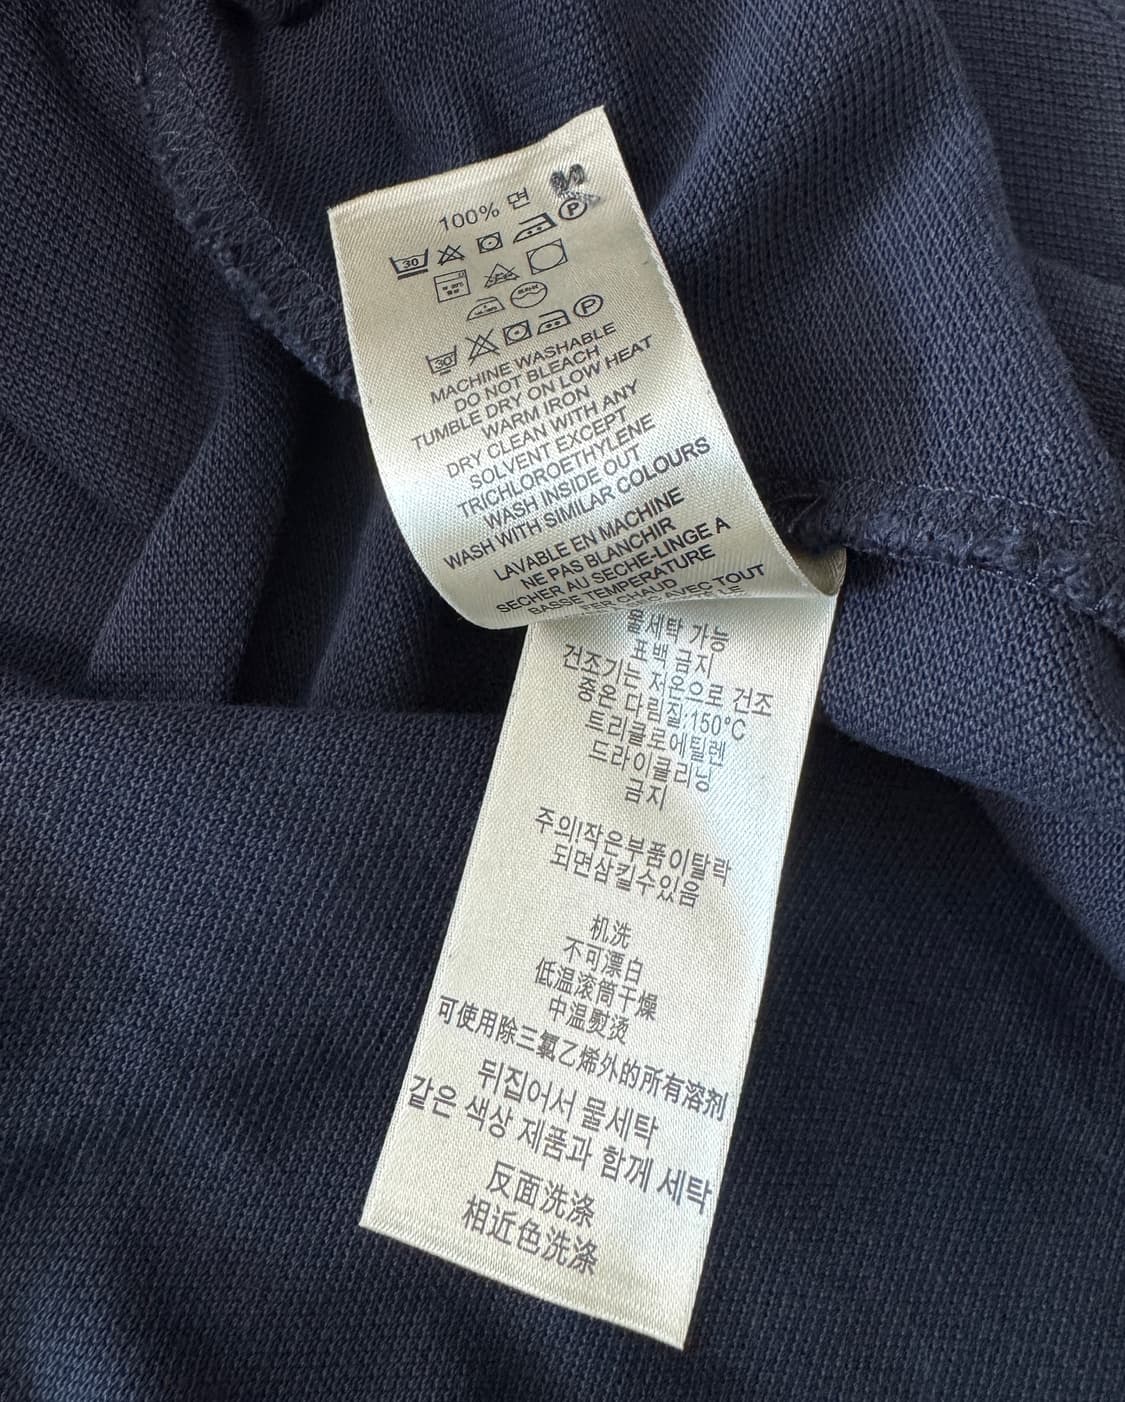 100% 면
P
30
30
P
MACHINE WASHABLE
DO NOT BLEACH
TUMBLE DRY ON LOW HEAT
WARM IRON
DRY CLEAN WITH ANY
SOLVENT EXCEPT
TRICHLOROETHYLENE
WASH INSIDE OUT
WASH WITH SIMILAR COLOURS
LAVABLE EN MACHINE
NE PAS BLANCHIR
SECHER AU SECHE-LINGE A
BASSE TEMPERATURE
FER CHAUD
AVEC TOUT
LE
물세탁 가능
표백 금지
건조기는 저온으로 건조
중온 다림질:150°C
트리클로에틸렌
드라이클리닝
금지
주의!작은부품이탈락
되면삼킬수있음
机洗
不可漂白
低温滚筒干燥
中温熨烫
可使用除三氯乙烯外的所有溶剂
뒤집어서 물세탁
같은 색상 제품과 함께 세탁
反面洗涤
相近色洗涤